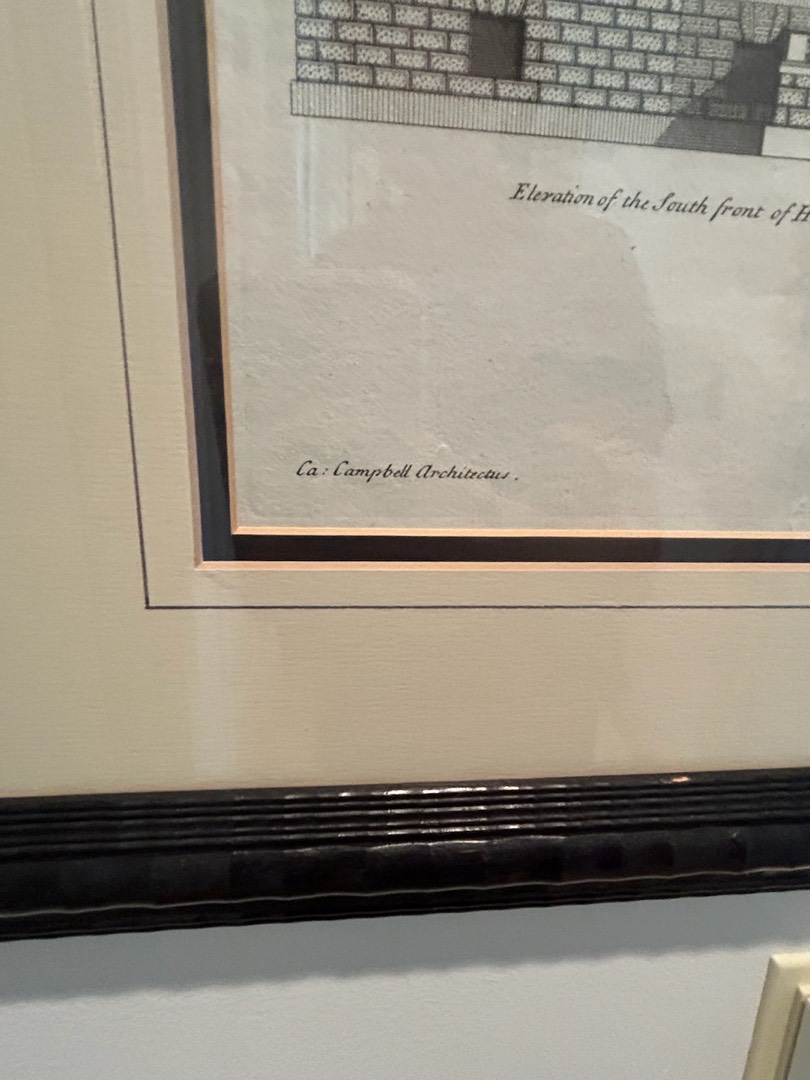 Elevation of the South front of H
Ca: Campbell Architectus.